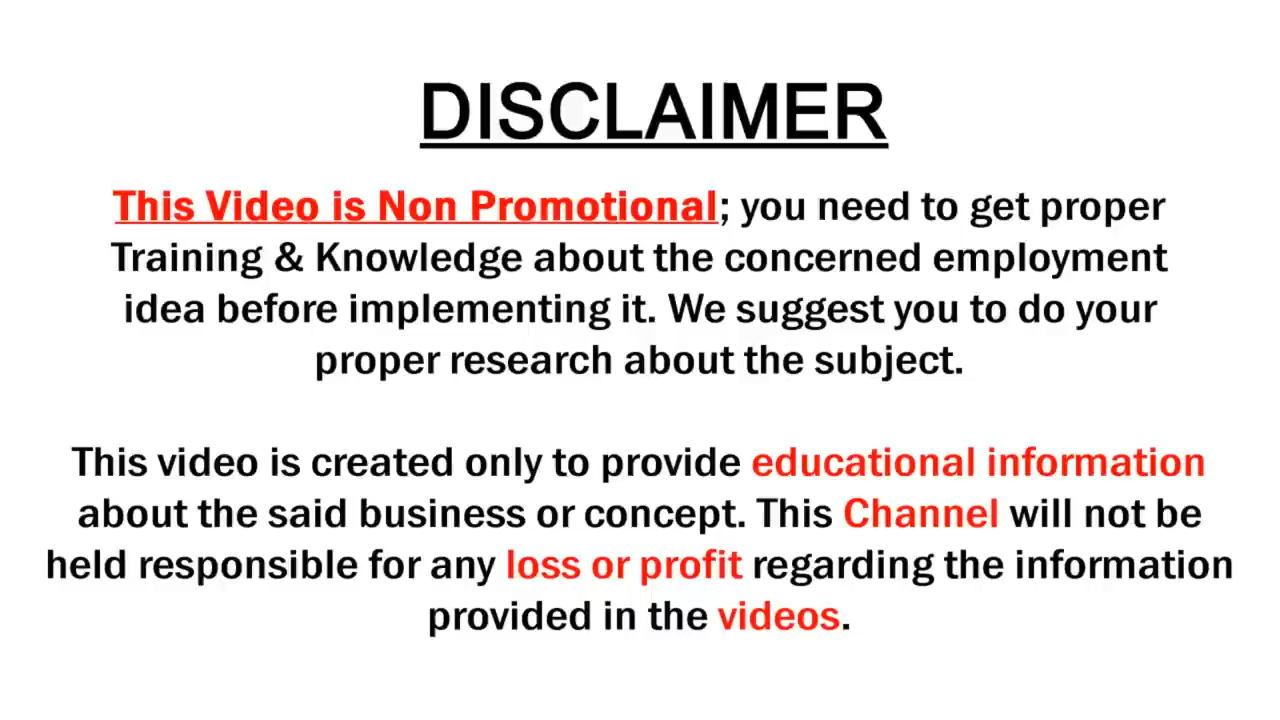 DISCLAIMER
This Video is Non Promotional; you need to get proper
Training & Knowledge about the concerned employment
idea before implementing it. We suggest you to do your
proper research about the subject.
This video is created only to provide educational information
about the said business or concept. This Channel will not be
held responsible for any loss or profit regarding the information
provided in the videos.